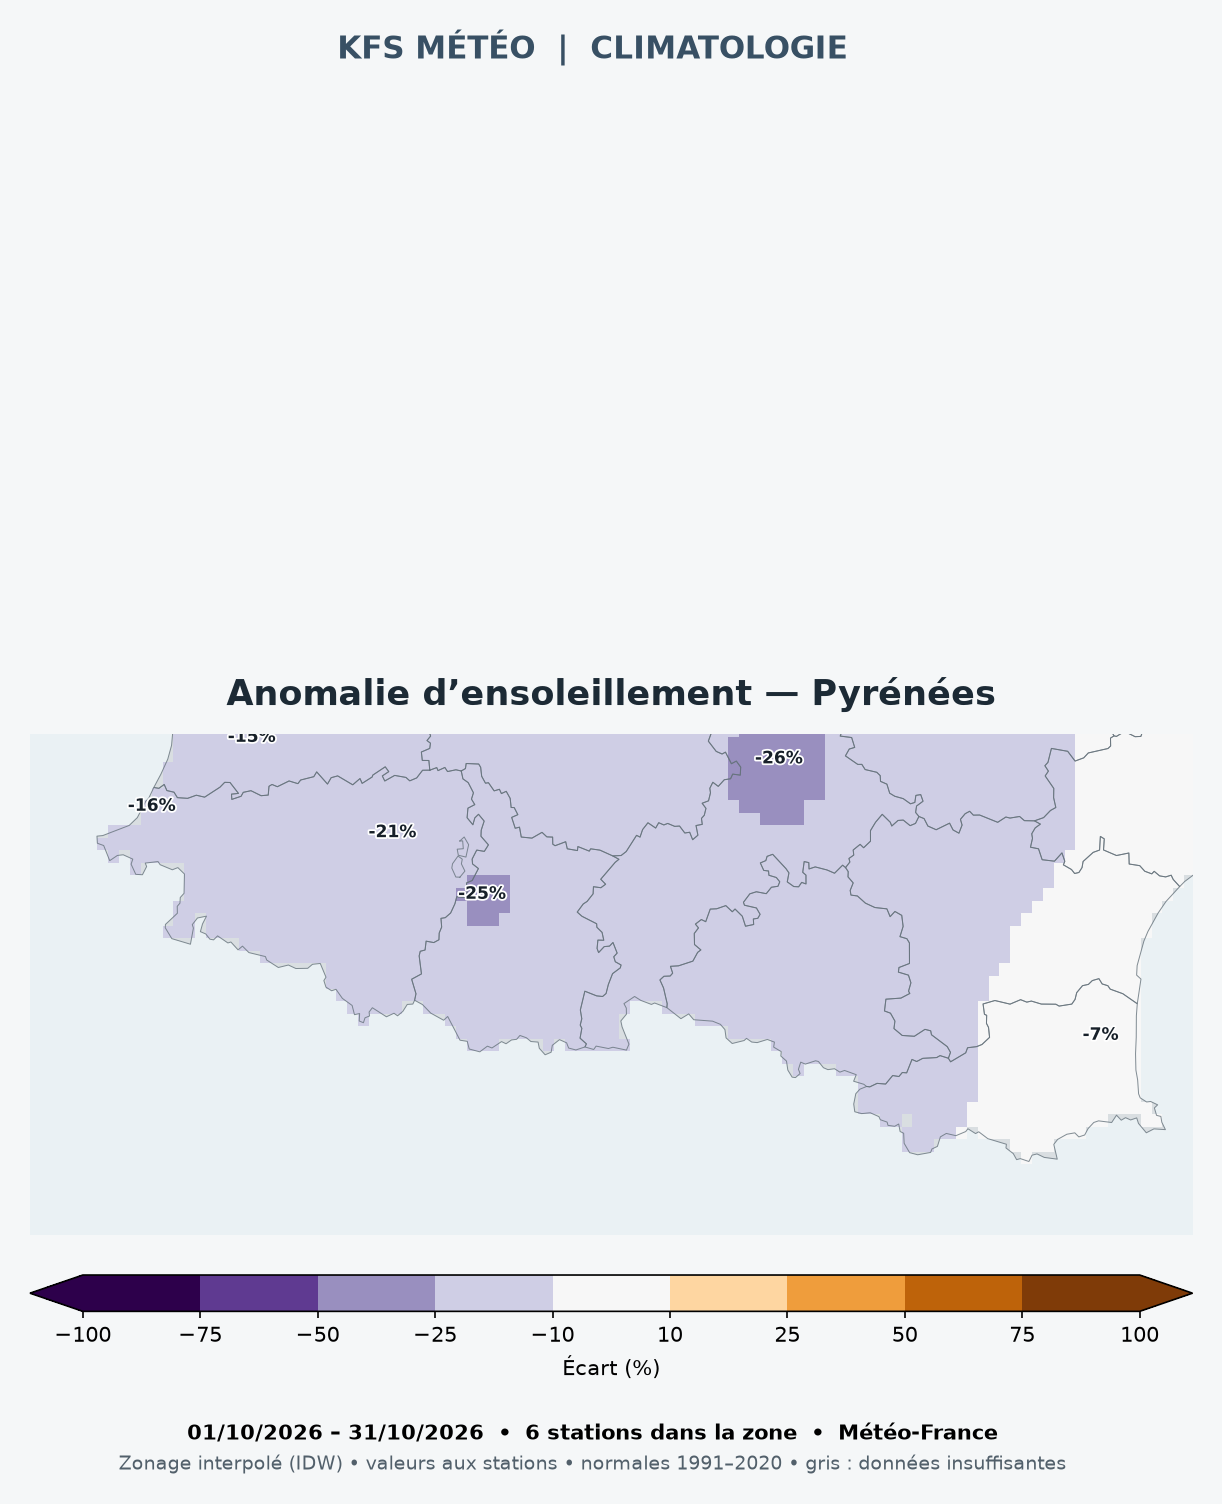 KFS MÉTÉO | CLIMATOLOGIE
Anomalie d’ensoleillement — Pyrénées
-15%
-26%
-16%
-21%
-25%
-7%
−100 −75 −50 −25 −10 10 25 50 75 100
Écart (%)
01/10/2026 – 31/10/2026 • 6 stations dans la zone • Météo-France
Zonage interpolé (IDW) • valeurs aux stations • normales 1991–2020 • gris : données insuffisantes